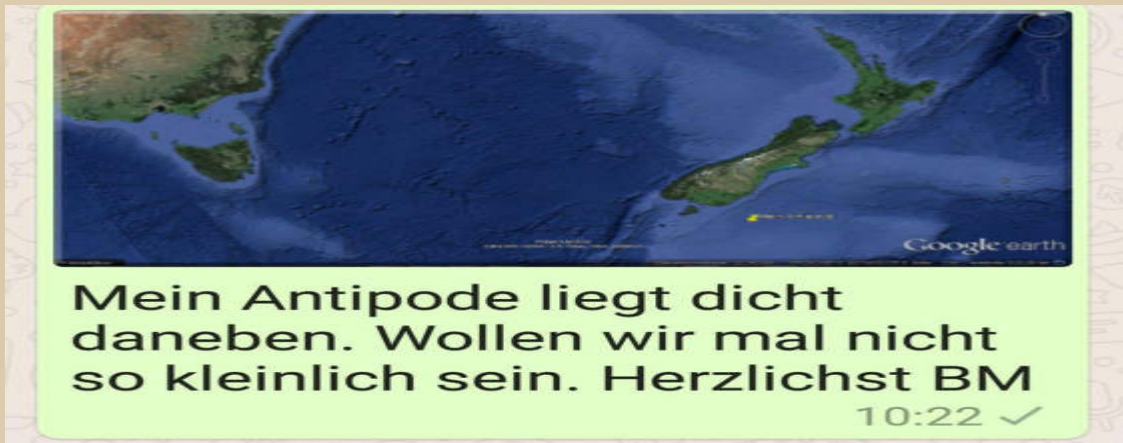 Google earth
Mein Antipode liegt dicht
daneben. Wollen wir mal nicht
so kleinlich sein. Herzlichst BM
10:22